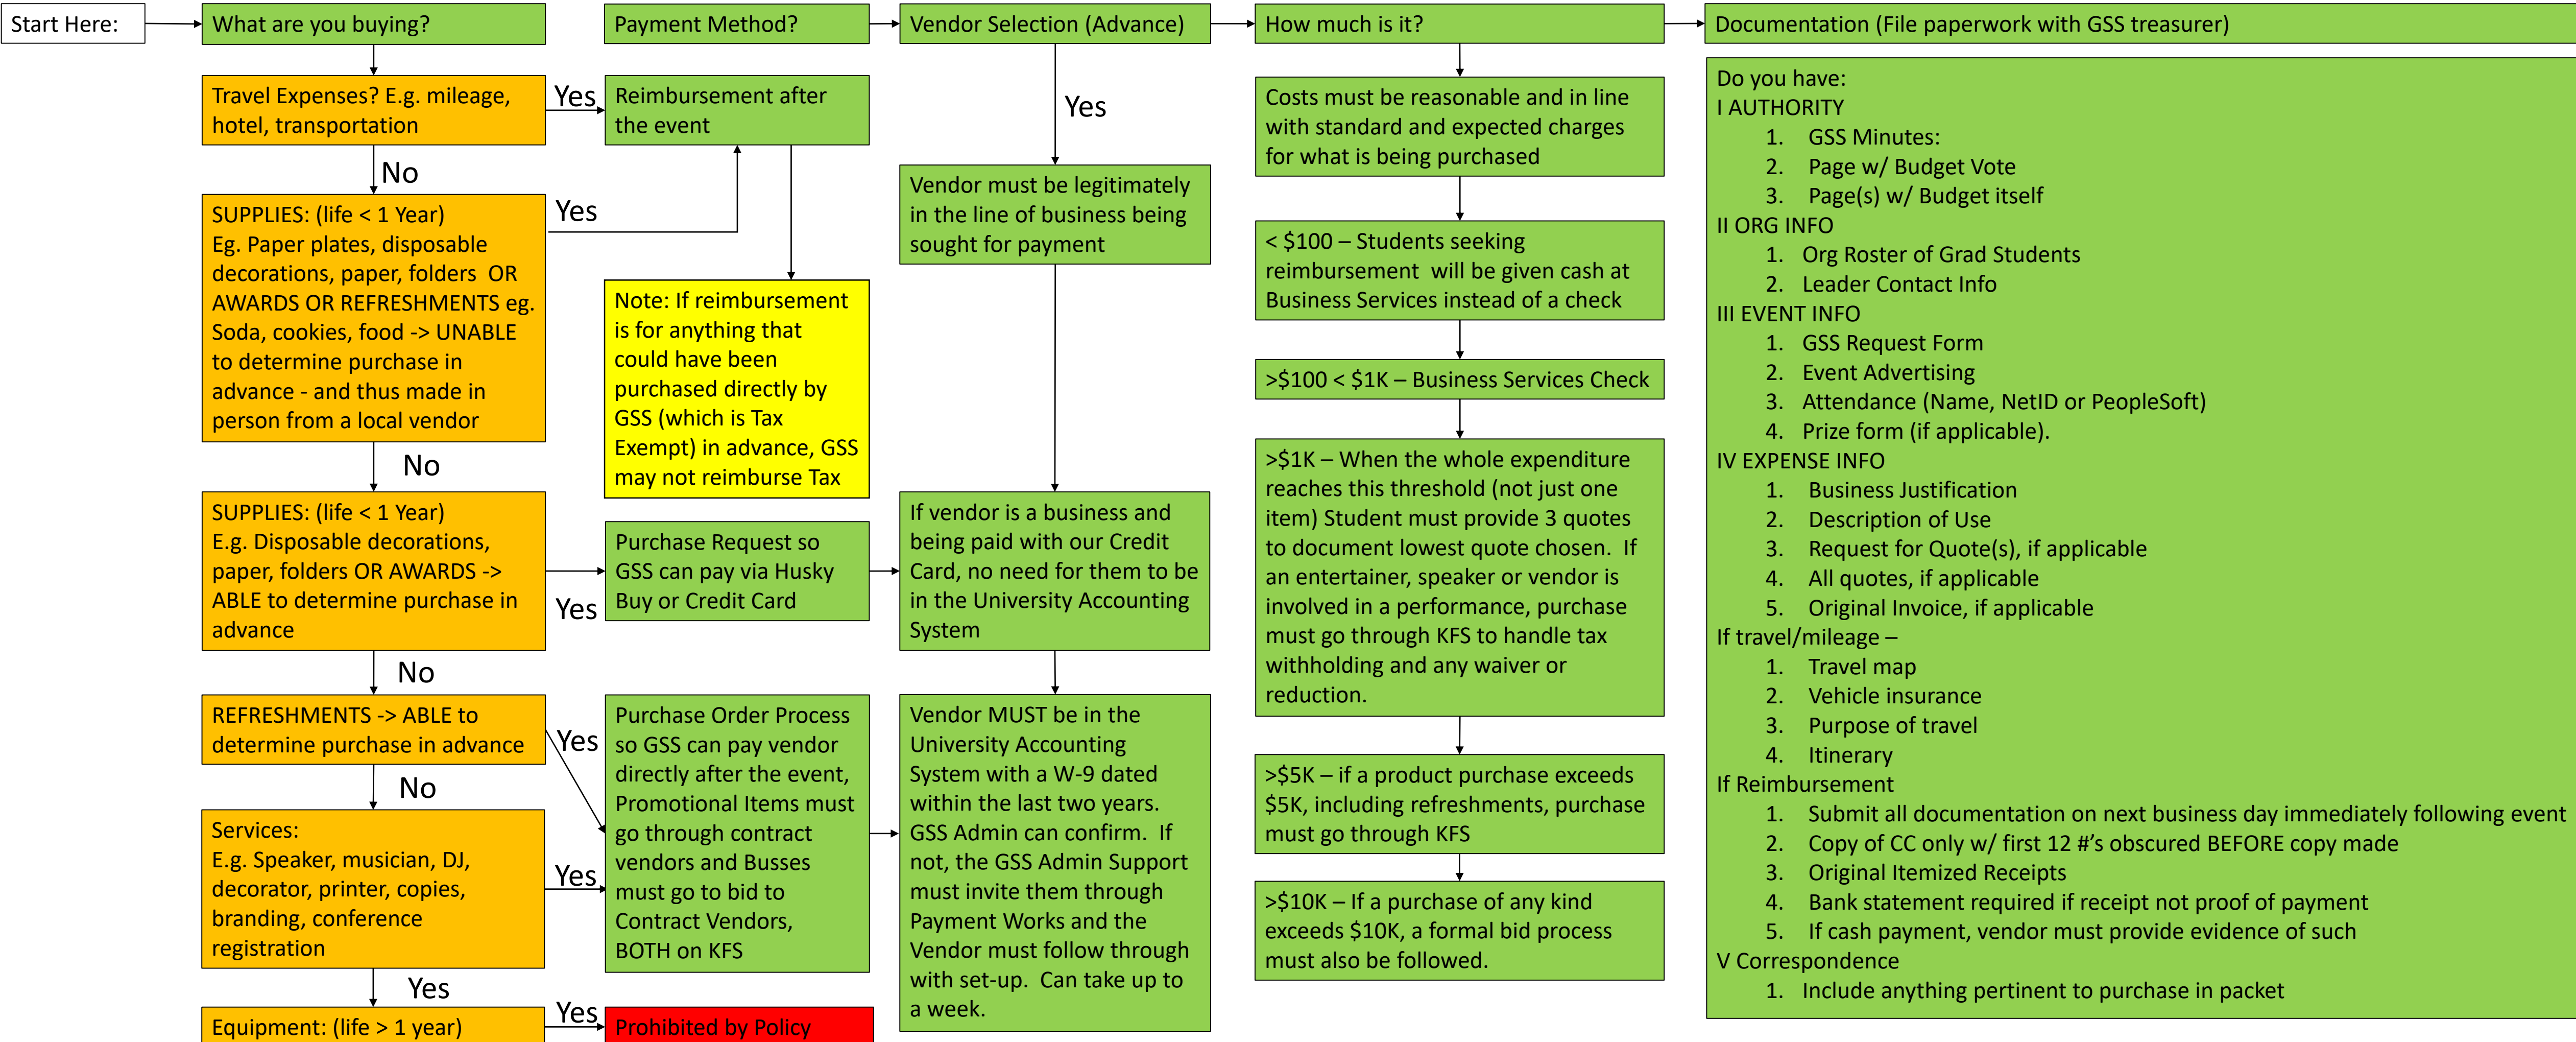 Start Here:
What are you buying?
Payment Method?
Vendor Selection (Advance)
How much is it?
Documentation (File paperwork with GSS treasurer)
Travel Expenses? E.g. mileage,
hotel, transportation
Yes
No
SUPPLIES: (life < 1 Year)
Eg. Paper plates, disposable
decorations, paper, folders  OR
AWARDS OR REFRESHMENTS eg.
Soda, cookies, food -> UNABLE
to determine purchase in
advance - and thus made in
person from a local vendor
Yes
No
SUPPLIES: (life < 1 Year)
E.g. Disposable decorations,
paper, folders OR AWARDS ->
ABLE to determine purchase in
advance
Yes
No
REFRESHMENTS -> ABLE to
determine purchase in advance
Yes
No
Services:
E.g. Speaker, musician, DJ,
decorator, printer, copies,
branding, conference
registration
Yes
Yes
Equipment: (life > 1 year)
Yes
Reimbursement after
the event
Note: If reimbursement
is for anything that
could have been
purchased directly by
GSS (which is Tax
Exempt) in advance, GSS
may not reimburse Tax
Purchase Request so
GSS can pay via Husky
Buy or Credit Card
Purchase Order Process
so GSS can pay vendor
directly after the event,
Promotional Items must
go through contract
vendors and Busses
must go to bid to
Contract Vendors,
BOTH on KFS
Prohibited by Policy
Yes
Vendor must be legitimately
in the line of business being
sought for payment
If vendor is a business and
being paid with our Credit
Card, no need for them to be
in the University Accounting
System
Vendor MUST be in the
University Accounting
System with a W-9 dated
within the last two years.
GSS Admin can confirm.  If
not, the GSS Admin Support
must invite them through
Payment Works and the
Vendor must follow through
with set-up.  Can take up to
a week.
Costs must be reasonable and in line
with standard and expected charges
for what is being purchased
< $100 – Students seeking
reimbursement  will be given cash at
Business Services instead of a check
>$100 < $1K – Business Services Check
>$1K – When the whole expenditure
reaches this threshold (not just one
item) Student must provide 3 quotes
to document lowest quote chosen.  If
an entertainer, speaker or vendor is
involved in a performance, purchase
must go through KFS to handle tax
withholding and any waiver or
reduction.
>$5K – if a product purchase exceeds
$5K, including refreshments, purchase
must go through KFS
>$10K – If a purchase of any kind
exceeds $10K, a formal bid process
must also be followed.
Do you have:
I AUTHORITY
1. GSS Minutes:
2. Page w/ Budget Vote
3. Page(s) w/ Budget itself
II ORG INFO
1. Org Roster of Grad Students
2. Leader Contact Info
III EVENT INFO
1. GSS Request Form
2. Event Advertising
3. Attendance (Name, NetID or PeopleSoft)
4. Prize form (if applicable).
IV EXPENSE INFO
1. Business Justification
2. Description of Use
3. Request for Quote(s), if applicable
4. All quotes, if applicable
5. Original Invoice, if applicable
If travel/mileage –
1. Travel map
2. Vehicle insurance
3. Purpose of travel
4. Itinerary
If Reimbursement
1. Submit all documentation on next business day immediately following event
2. Copy of CC only w/ first 12 #'s obscured BEFORE copy made
3. Original Itemized Receipts
4. Bank statement required if receipt not proof of payment
5. If cash payment, vendor must provide evidence of such
V Correspondence
1. Include anything pertinent to purchase in packet